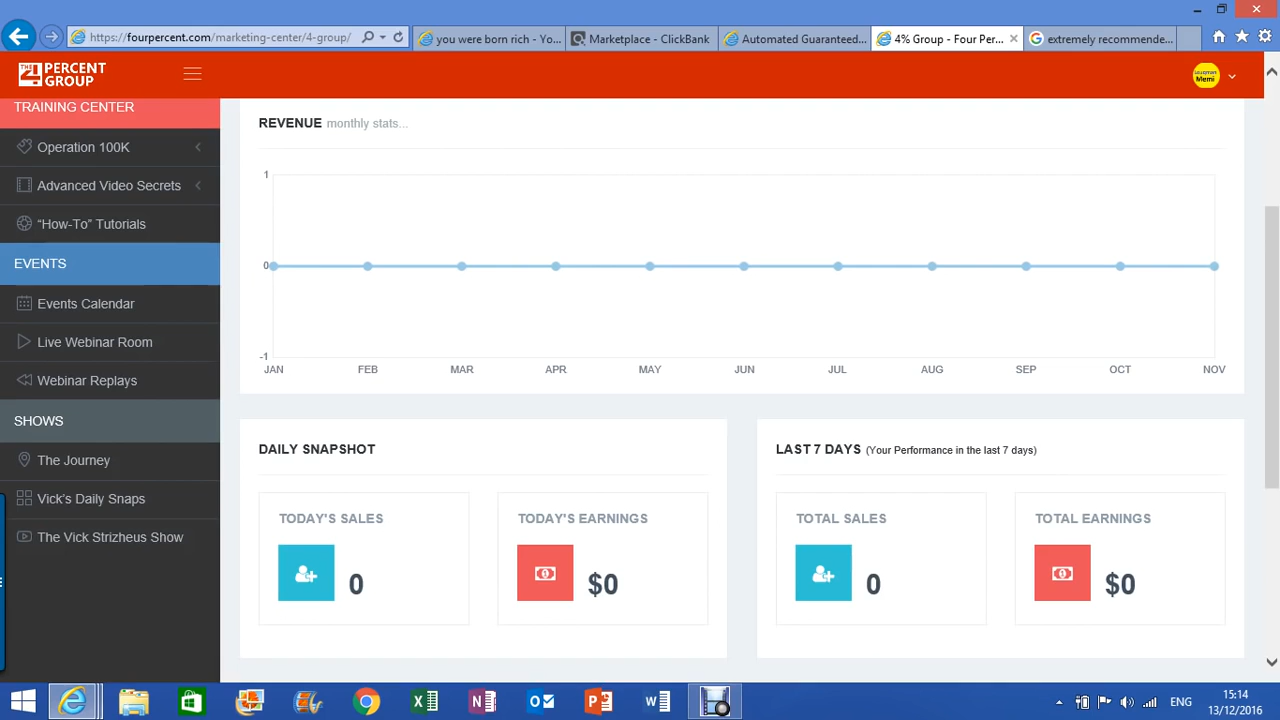 https://fourpercent.com/marketing-center/4-group/
you were born rich - Yo...
Marketplace - ClickBank
Automated Guaranteed...
4% Group - Four Per...
extremely recommende...
THE 4 PERCENT GROUP
TRAINING CENTER
Operation 100K
Advanced Video Secrets
“How-To” Tutorials
EVENTS
Events Calendar
Live Webinar Room
Webinar Replays
SHOWS
The Journey
Vick's Daily Snaps
The Vick Strizheus Show
REVENUE monthly stats...
1
0
-1
JAN FEB MAR APR MAY JUN JUL AUG SEP OCT NOV
DAILY SNAPSHOT
TODAY'S SALES
0
TODAY'S EARNINGS
$0
LAST 7 DAYS (Your Performance in the last 7 days)
TOTAL SALES
0
TOTAL EARNINGS
$0
ENG
15:14
13/12/2016